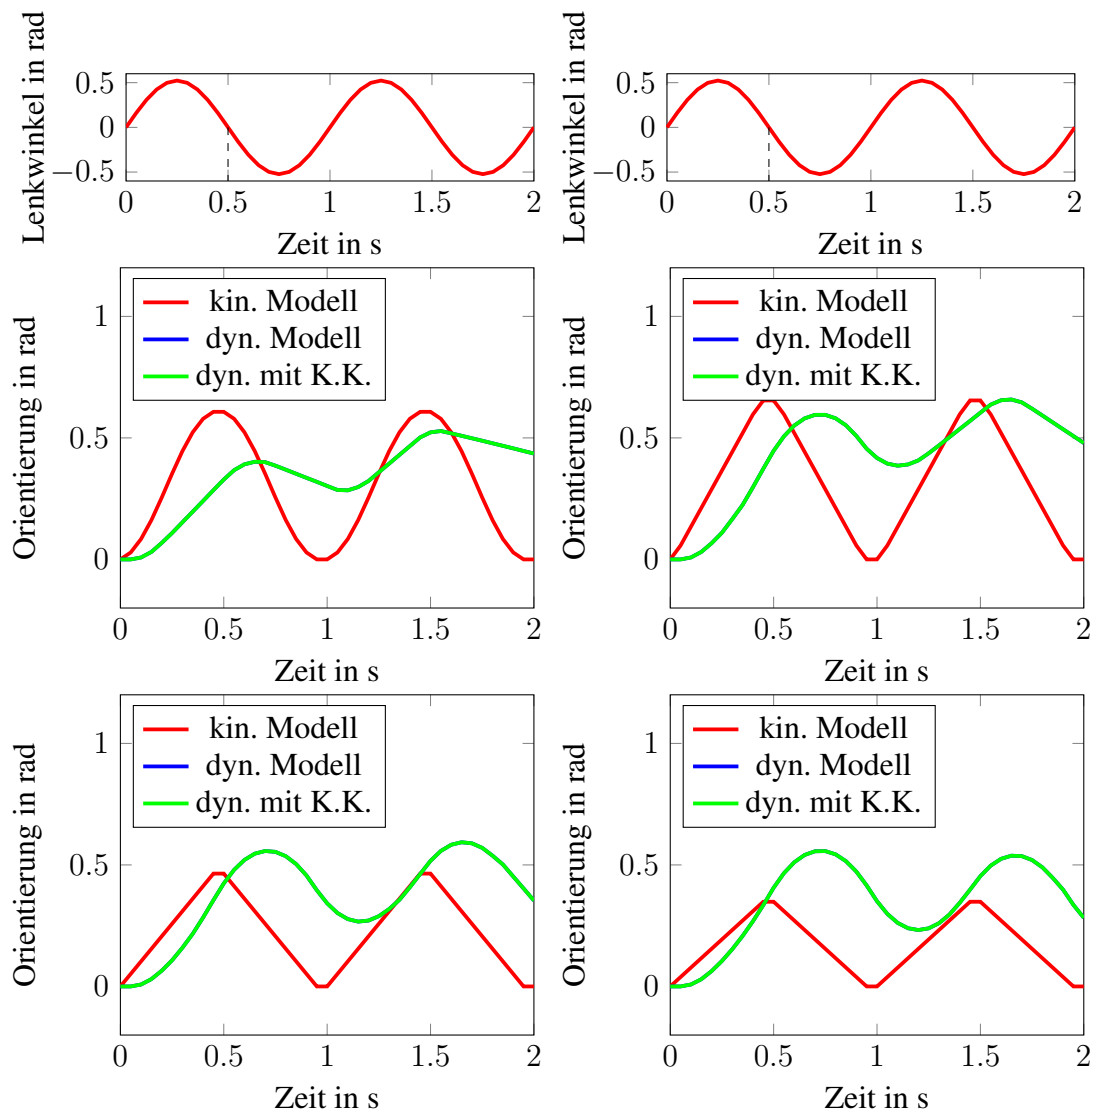 Lenkwinkel in rad
0.5
0
−0.5
0 0.5 1 1.5 2
Zeit in s
Lenkwinkel in rad
0.5
0
−0.5
0 0.5 1 1.5 2
Zeit in s
Orientierung in rad
1
0.5
0
kin. Modell
dyn. Modell
dyn. mit K.K.
0 0.5 1 1.5 2
Zeit in s
Orientierung in rad
1
0.5
0
kin. Modell
dyn. Modell
dyn. mit K.K.
0 0.5 1 1.5 2
Zeit in s
Orientierung in rad
1
0.5
0
kin. Modell
dyn. Modell
dyn. mit K.K.
0 0.5 1 1.5 2
Zeit in s
Orientierung in rad
1
0.5
0
kin. Modell
dyn. Modell
dyn. mit K.K.
0 0.5 1 1.5 2
Zeit in s